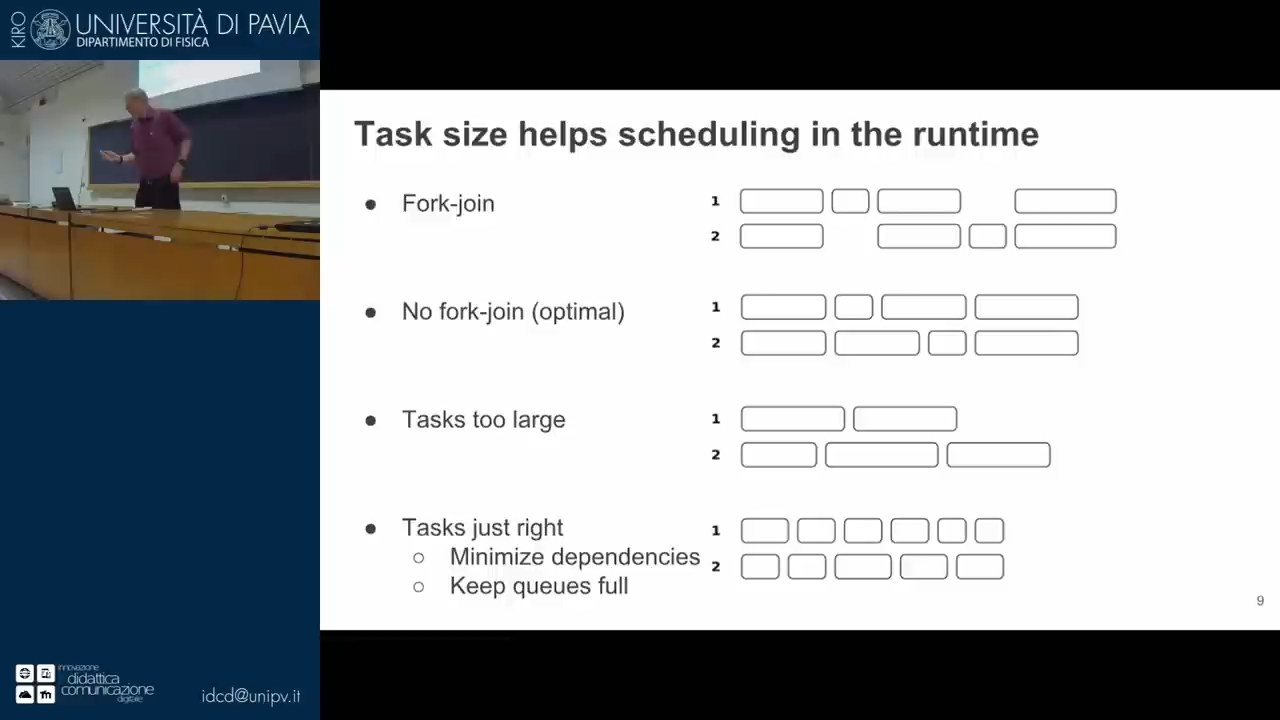 KIRO
UNIVERSITÀ DI PAVIA
DIPARTIMENTO DI FISICA
Task size helps scheduling in the runtime
● Fork-join
1
2
● No fork-join (optimal)
1
2
● Tasks too large
1
2
● Tasks just right
○ Minimize dependencies
○ Keep queues full
1
2
9
innovazione
didattica
comunicazione
digitale
idcd@unipv.it